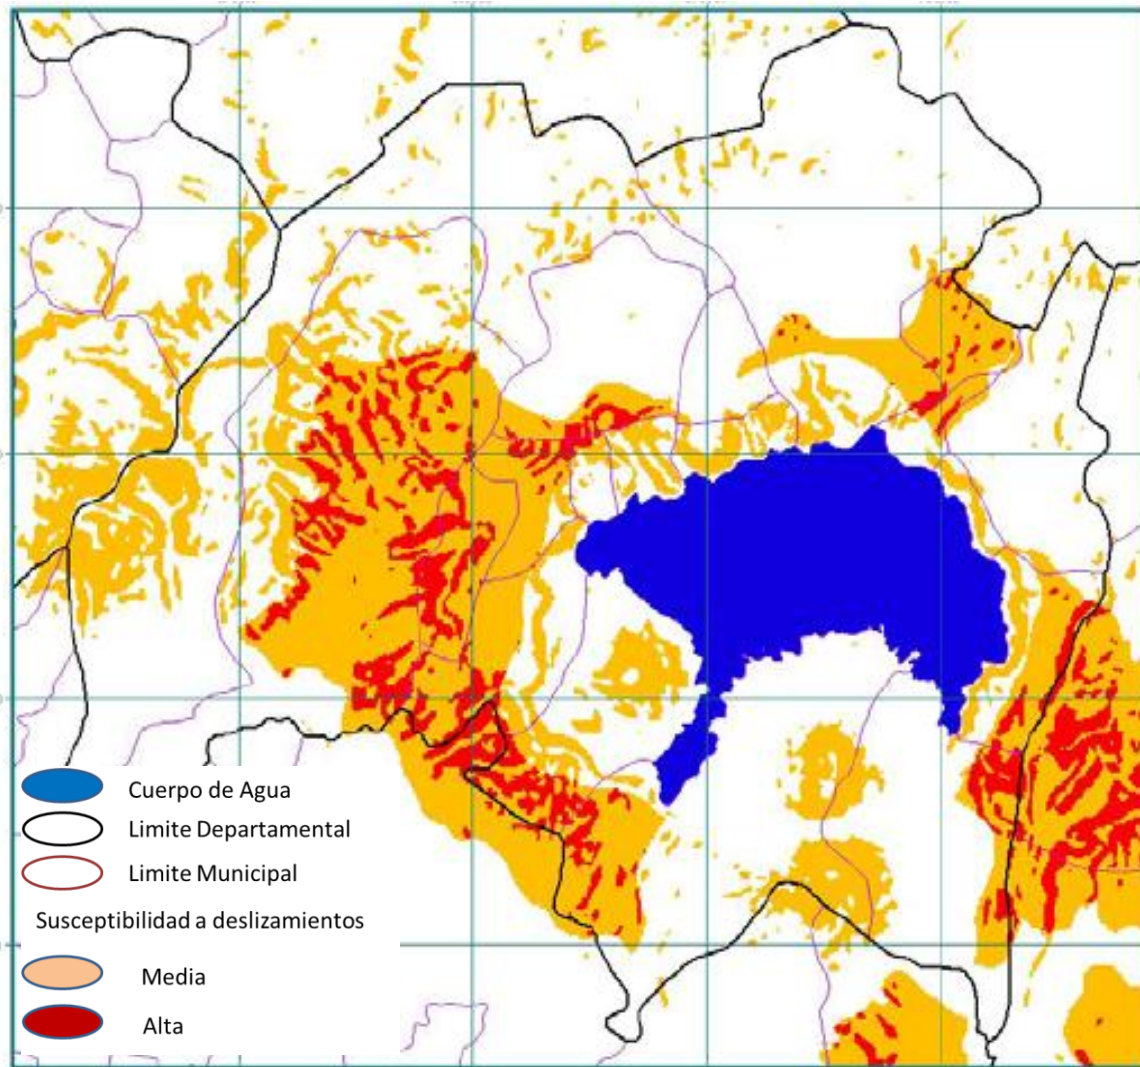 Cuerpo de Agua
Limite Departamental
Limite Municipal
Susceptibilidad a deslizamientos
Media
Alta